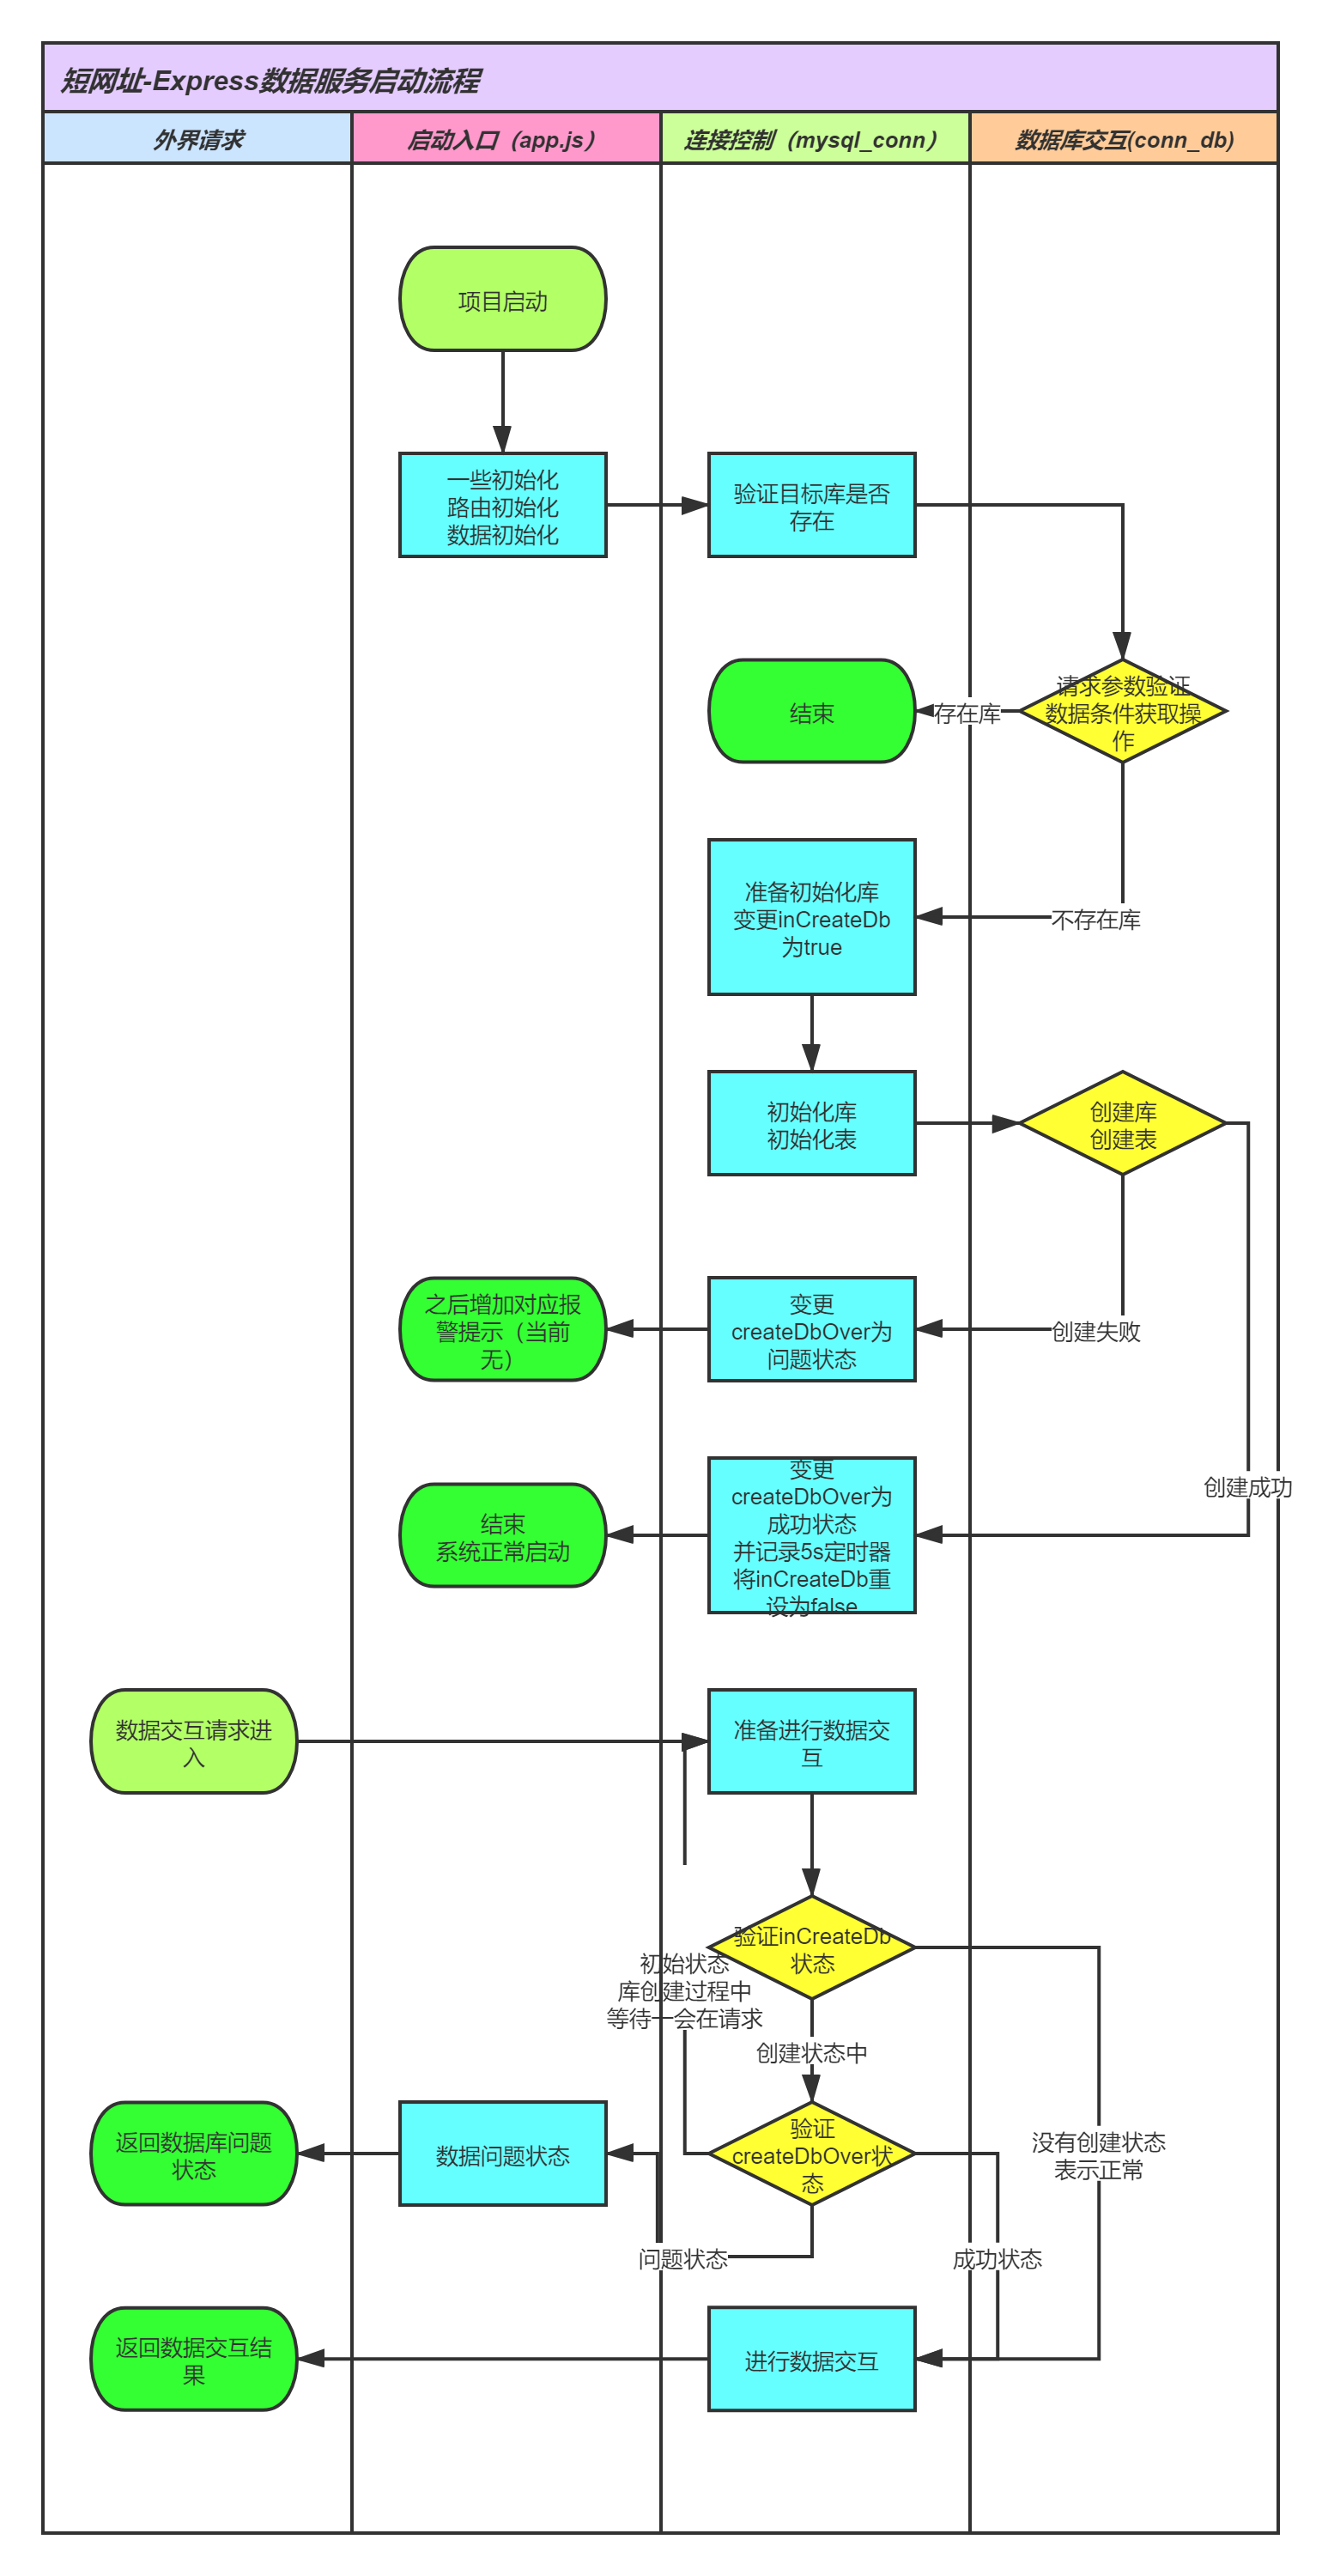 短网址-Express数据服务启动流程
外界请求
启动入口（app.js）
连接控制（mysql_conn）
数据库交互(conn_db)
项目启动
一些初始化
路由初始化
数据初始化
验证目标库是否
存在
请求参数验证
数据条件获取操
作
存在库
结束
不存在库
准备初始化库
变更inCreateDb
为true
初始化库
初始化表
创建库
创建表
创建失败
变更
createDbOver为
问题状态
之后增加对应报
警提示（当前
无）
创建成功
变更
createDbOver为
成功状态
并记录5s定时器
将inCreateDb重
设为false
结束
系统正常启动
数据交互请求进
入
准备进行数据交
互
验证inCreateDb
状态
初始状态
库创建过程中
等待一会在请求
创建状态中
验证
createDbOver状
态
没有创建状态
表示正常
数据问题状态
返回数据库问题
状态
问题状态
成功状态
进行数据交互
返回数据交互结
果